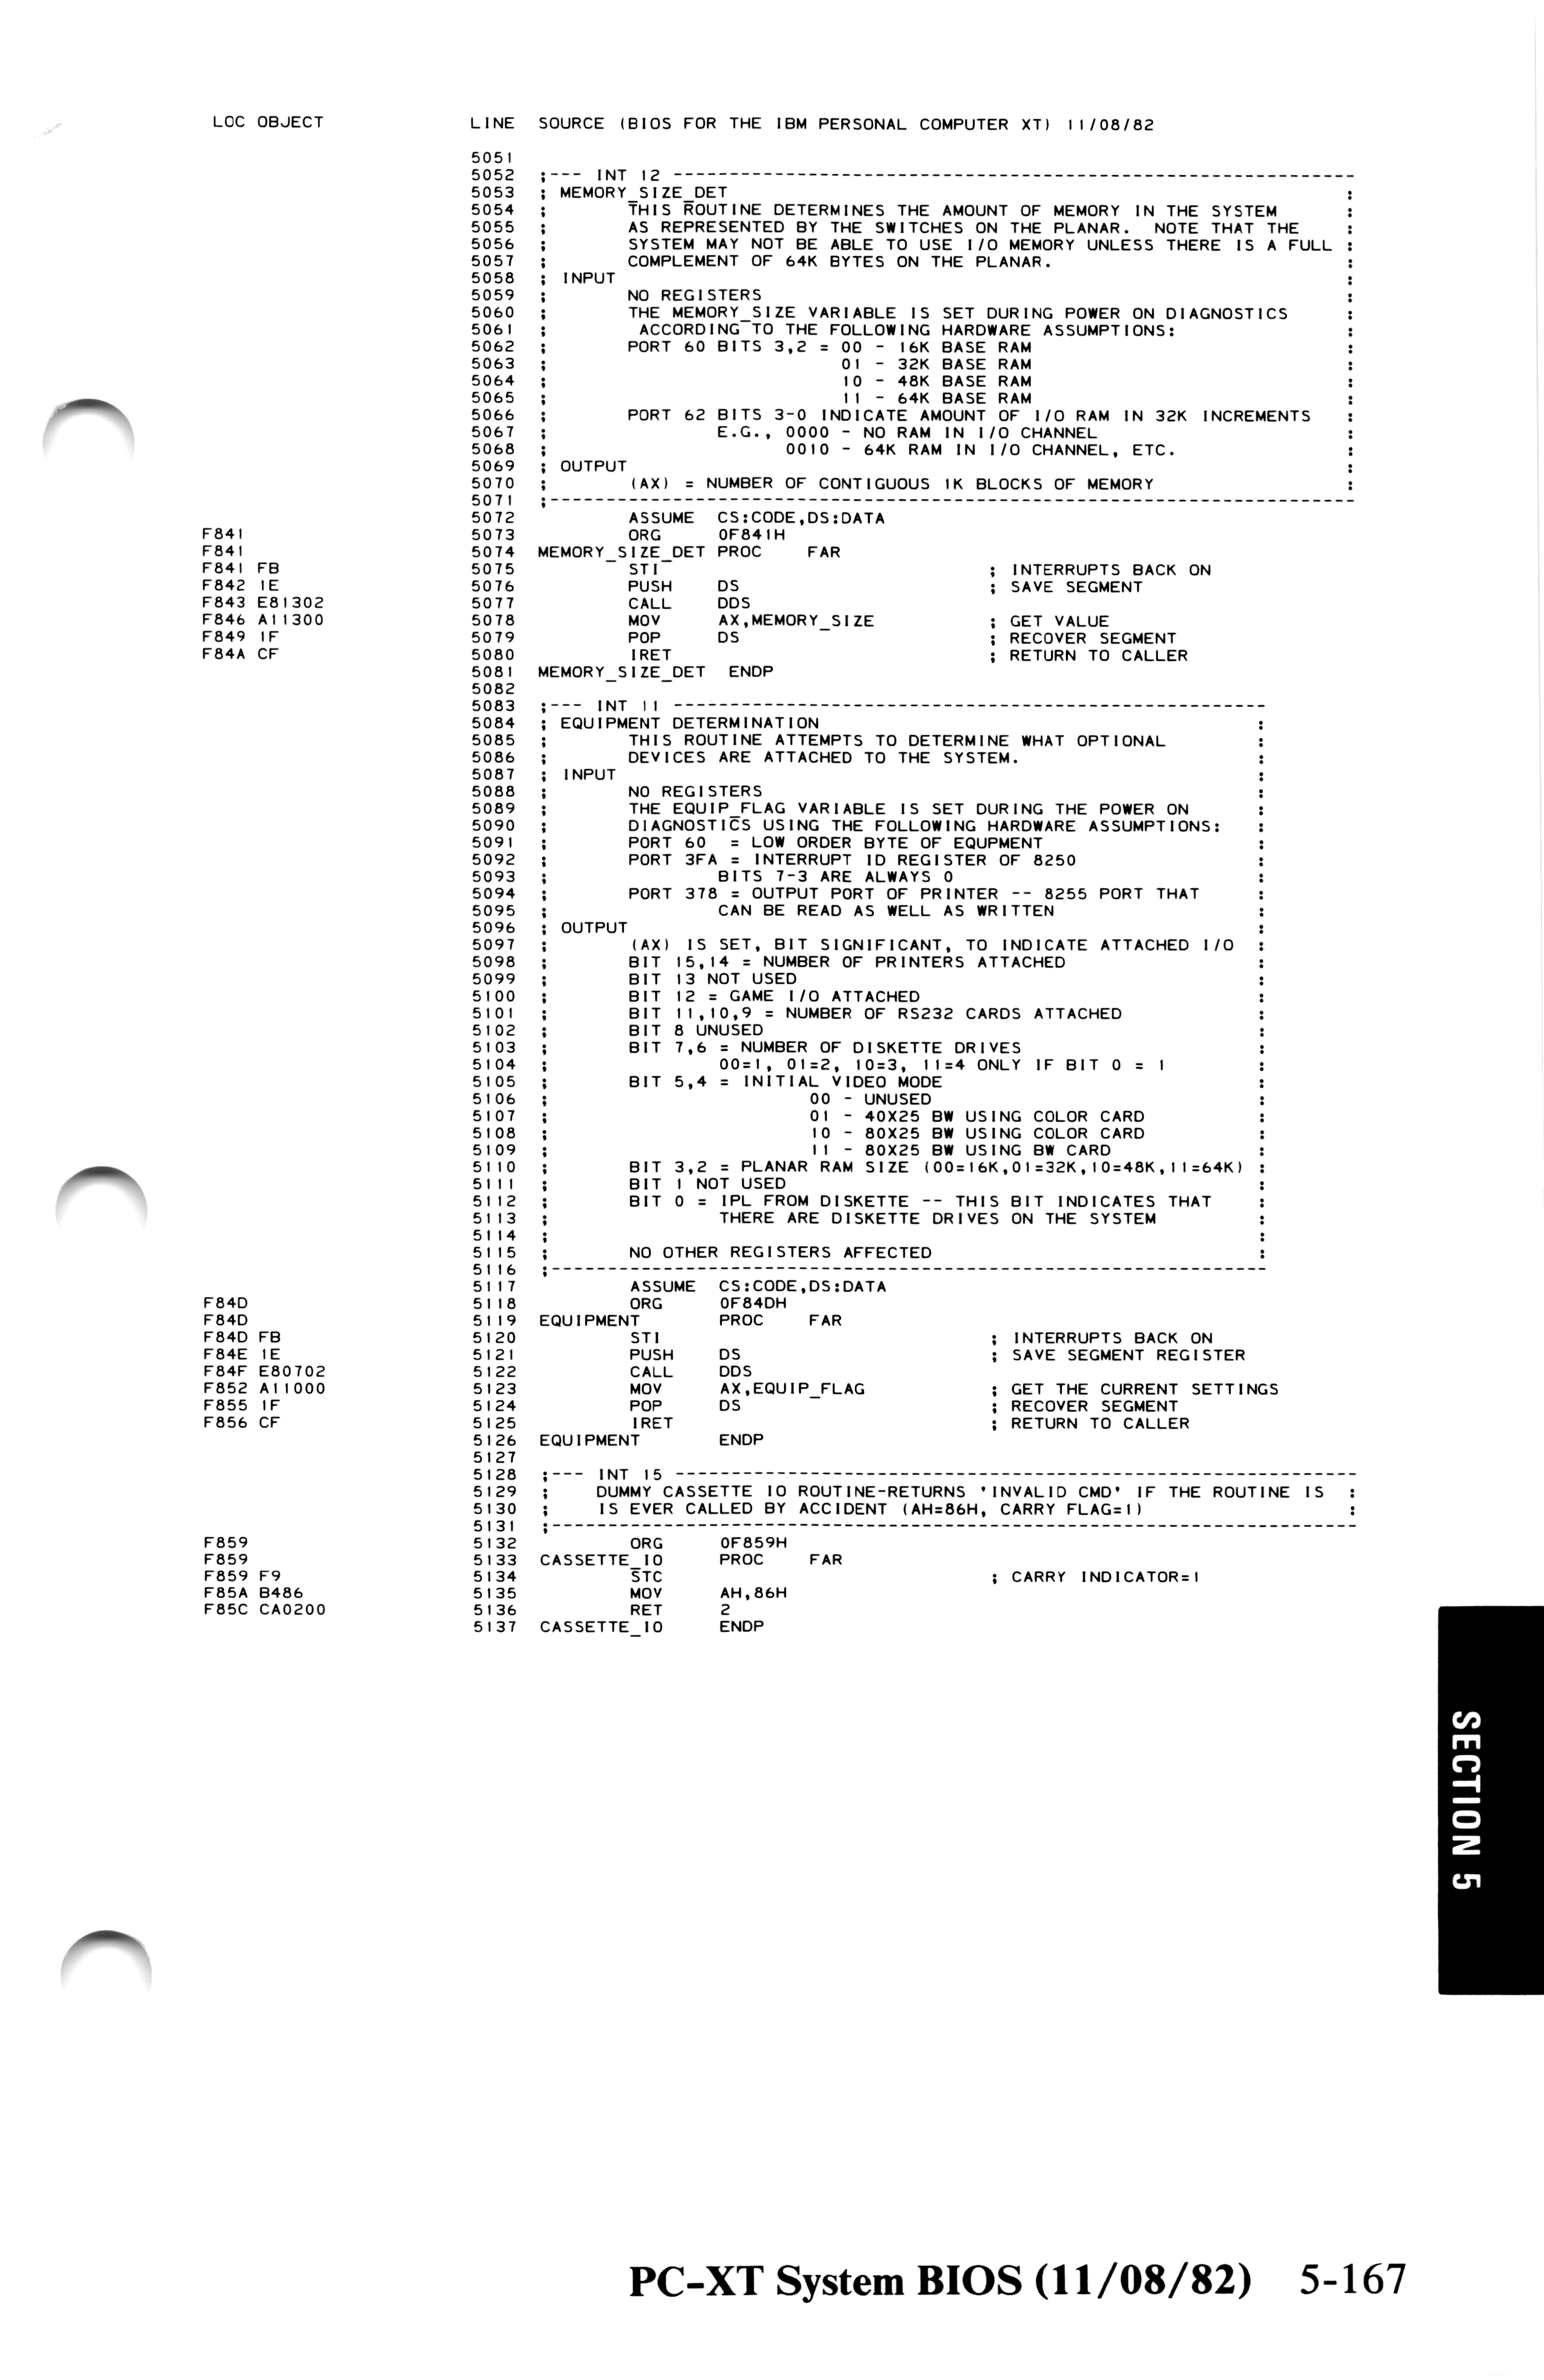 LOC OBJECT LINE SOURCE (BIOS FOR THE IBM PERSONAL COMPUTER XT) 11/08/82
5051
5052 ;--- INT 12 -------------------------------------------------------------
5053 ; MEMORY_SIZE_DET :
5054 ; THIS ROUTINE DETERMINES THE AMOUNT OF MEMORY IN THE SYSTEM :
5055 ; AS REPRESENTED BY THE SWITCHES ON THE PLANAR. NOTE THAT THE :
5056 ; SYSTEM MAY NOT BE ABLE TO USE I/O MEMORY UNLESS THERE IS A FULL :
5057 ; COMPLEMENT OF 64K BYTES ON THE PLANAR. :
5058 ; INPUT :
5059 ; NO REGISTERS :
5060 ; THE MEMORY_SIZE VARIABLE IS SET DURING POWER ON DIAGNOSTICS :
5061 ; ACCORDING TO THE FOLLOWING HARDWARE ASSUMPTIONS: :
5062 ; PORT 60 BITS 3,2 = 00 - 16K BASE RAM :
5063 ; 01 - 32K BASE RAM :
5064 ; 10 - 48K BASE RAM :
5065 ; 11 - 64K BASE RAM :
5066 ; PORT 62 BITS 3-0 INDICATE AMOUNT OF I/O RAM IN 32K INCREMENTS :
5067 ; E.G., 0000 - NO RAM IN I/O CHANNEL :
5068 ; 0010 - 64K RAM IN I/O CHANNEL, ETC. :
5069 ; OUTPUT :
5070 ; (AX) = NUMBER OF CONTIGUOUS 1K BLOCKS OF MEMORY :
5071 ;------------------------------------------------------------------------
5072 ASSUME CS:CODE,DS:DATA
F841 5073 ORG 0F841H
F841 5074 MEMORY_SIZE_DET PROC FAR
F841 FB 5075 STI ; INTERRUPTS BACK ON
F842 1E 5076 PUSH DS ; SAVE SEGMENT
F843 E81302 5077 CALL DDS
F846 A11300 5078 MOV AX,MEMORY_SIZE ; GET VALUE
F849 1F 5079 POP DS ; RECOVER SEGMENT
F84A CF 5080 IRET ; RETURN TO CALLER
5081 MEMORY_SIZE_DET ENDP
5082
5083 ;--- INT 11 -----------------------------------------------------
5084 ; EQUIPMENT DETERMINATION :
5085 ; THIS ROUTINE ATTEMPTS TO DETERMINE WHAT OPTIONAL :
5086 ; DEVICES ARE ATTACHED TO THE SYSTEM. :
5087 ; INPUT :
5088 ; NO REGISTERS :
5089 ; THE EQUIP_FLAG VARIABLE IS SET DURING THE POWER ON :
5090 ; DIAGNOSTICS USING THE FOLLOWING HARDWARE ASSUMPTIONS: :
5091 ; PORT 60 = LOW ORDER BYTE OF EQUPMENT :
5092 ; PORT 3FA = INTERRUPT ID REGISTER OF 8250 :
5093 ; BITS 7-3 ARE ALWAYS 0 :
5094 ; PORT 378 = OUTPUT PORT OF PRINTER -- 8255 PORT THAT :
5095 ; CAN BE READ AS WELL AS WRITTEN :
5096 ; OUTPUT :
5097 ; (AX) IS SET, BIT SIGNIFICANT, TO INDICATE ATTACHED I/O :
5098 ; BIT 15,14 = NUMBER OF PRINTERS ATTACHED :
5099 ; BIT 13 NOT USED :
5100 ; BIT 12 = GAME I/O ATTACHED :
5101 ; BIT 11,10,9 = NUMBER OF RS232 CARDS ATTACHED :
5102 ; BIT 8 UNUSED :
5103 ; BIT 7,6 = NUMBER OF DISKETTE DRIVES :
5104 ; 00=1, 01=2, 10=3, 11=4 ONLY IF BIT 0 = 1 :
5105 ; BIT 5,4 = INITIAL VIDEO MODE :
5106 ; 00 - UNUSED :
5107 ; 01 - 40X25 BW USING COLOR CARD :
5108 ; 10 - 80X25 BW USING COLOR CARD :
5109 ; 11 - 80X25 BW USING BW CARD :
5110 ; BIT 3,2 = PLANAR RAM SIZE (00=16K,01=32K,10=48K,11=64K) :
5111 ; BIT 1 NOT USED :
5112 ; BIT 0 = IPL FROM DISKETTE -- THIS BIT INDICATES THAT :
5113 ; THERE ARE DISKETTE DRIVES ON THE SYSTEM :
5114 ; :
5115 ; NO OTHER REGISTERS AFFECTED :
5116 ;----------------------------------------------------------------
5117 ASSUME CS:CODE,DS:DATA
F84D 5118 ORG 0F84DH
F84D 5119 EQUIPMENT PROC FAR
F84D FB 5120 STI ; INTERRUPTS BACK ON
F84E 1E 5121 PUSH DS ; SAVE SEGMENT REGISTER
F84F E80702 5122 CALL DDS
F852 A11000 5123 MOV AX,EQUIP_FLAG ; GET THE CURRENT SETTINGS
F855 1F 5124 POP DS ; RECOVER SEGMENT
F856 CF 5125 IRET ; RETURN TO CALLER
5126 EQUIPMENT ENDP
5127
5128 ;--- INT 15 -------------------------------------------------------------
5129 ; DUMMY CASSETTE IO ROUTINE-RETURNS 'INVALID CMD' IF THE ROUTINE IS :
5130 ; IS EVER CALLED BY ACCIDENT (AH=86H, CARRY FLAG=1) :
5131 ;------------------------------------------------------------------------
F859 5132 ORG 0F859H
F859 5133 CASSETTE_IO PROC FAR
F859 F9 5134 STC ; CARRY INDICATOR=1
F85A B486 5135 MOV AH,86H
F85C CA0200 5136 RET 2
5137 CASSETTE_IO ENDP
SECTION 5
PC-XT System BIOS (11/08/82) 5-167